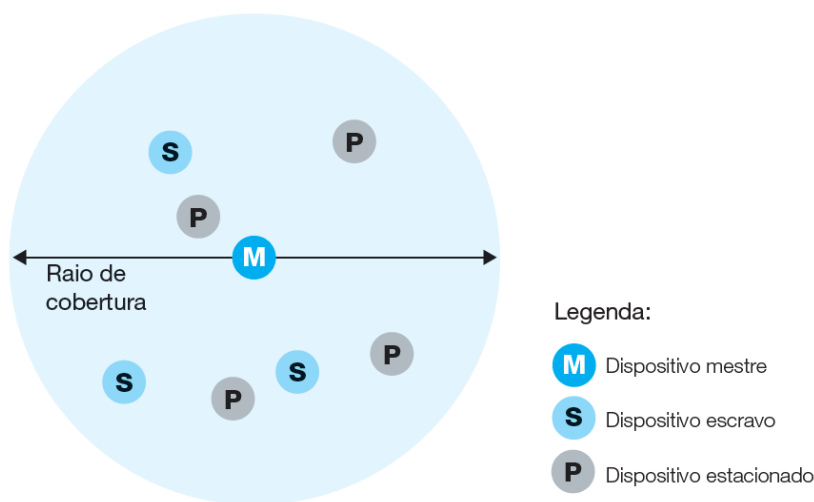 S
P
P
M
Raio de
cobertura
S
P
S
P
Legenda:
M Dispositivo mestre
S Dispositivo escravo
P Dispositivo estacionado